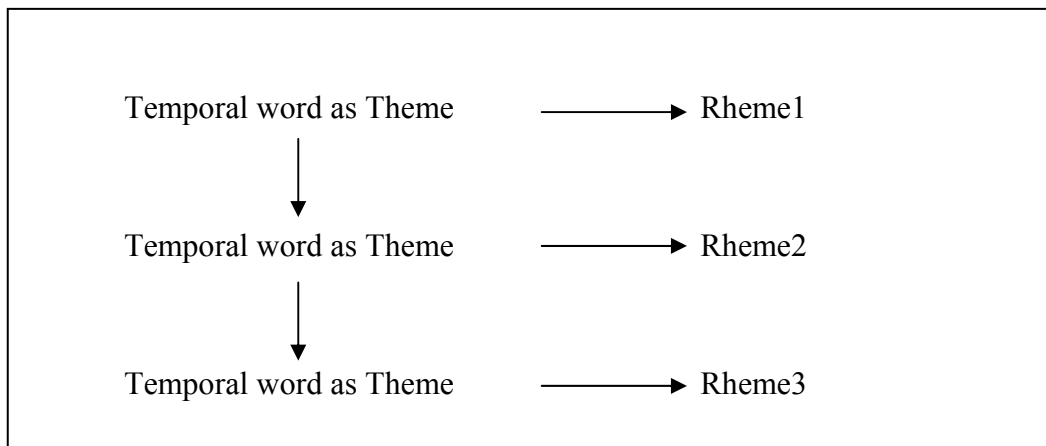 Temporal word as Theme Rheme1
Temporal word as Theme Rheme2
Temporal word as Theme Rheme3